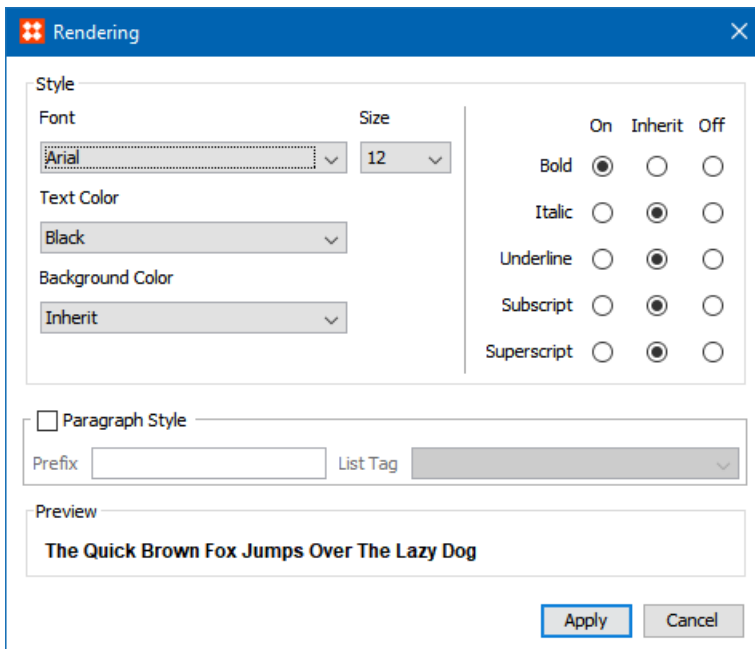 Rendering
Style
Font Size
Arial 12
Text Color
Black
Background Color
Inherit
On Inherit Off
Bold
Italic
Underline
Subscript
Superscript
Paragraph Style
Prefix List Tag
Preview
The Quick Brown Fox Jumps Over The Lazy Dog
Apply Cancel